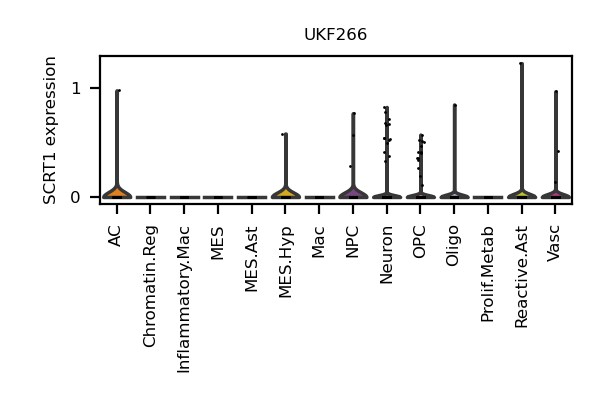 UKF266
SCRT1 expression
1
0
AC
Chromatin.Reg
Inflammatory.Mac
MES
MES.Ast
MES.Hyp
Mac
NPC
Neuron
OPC
Oligo
Prolif.Metab
Reactive.Ast
Vasc